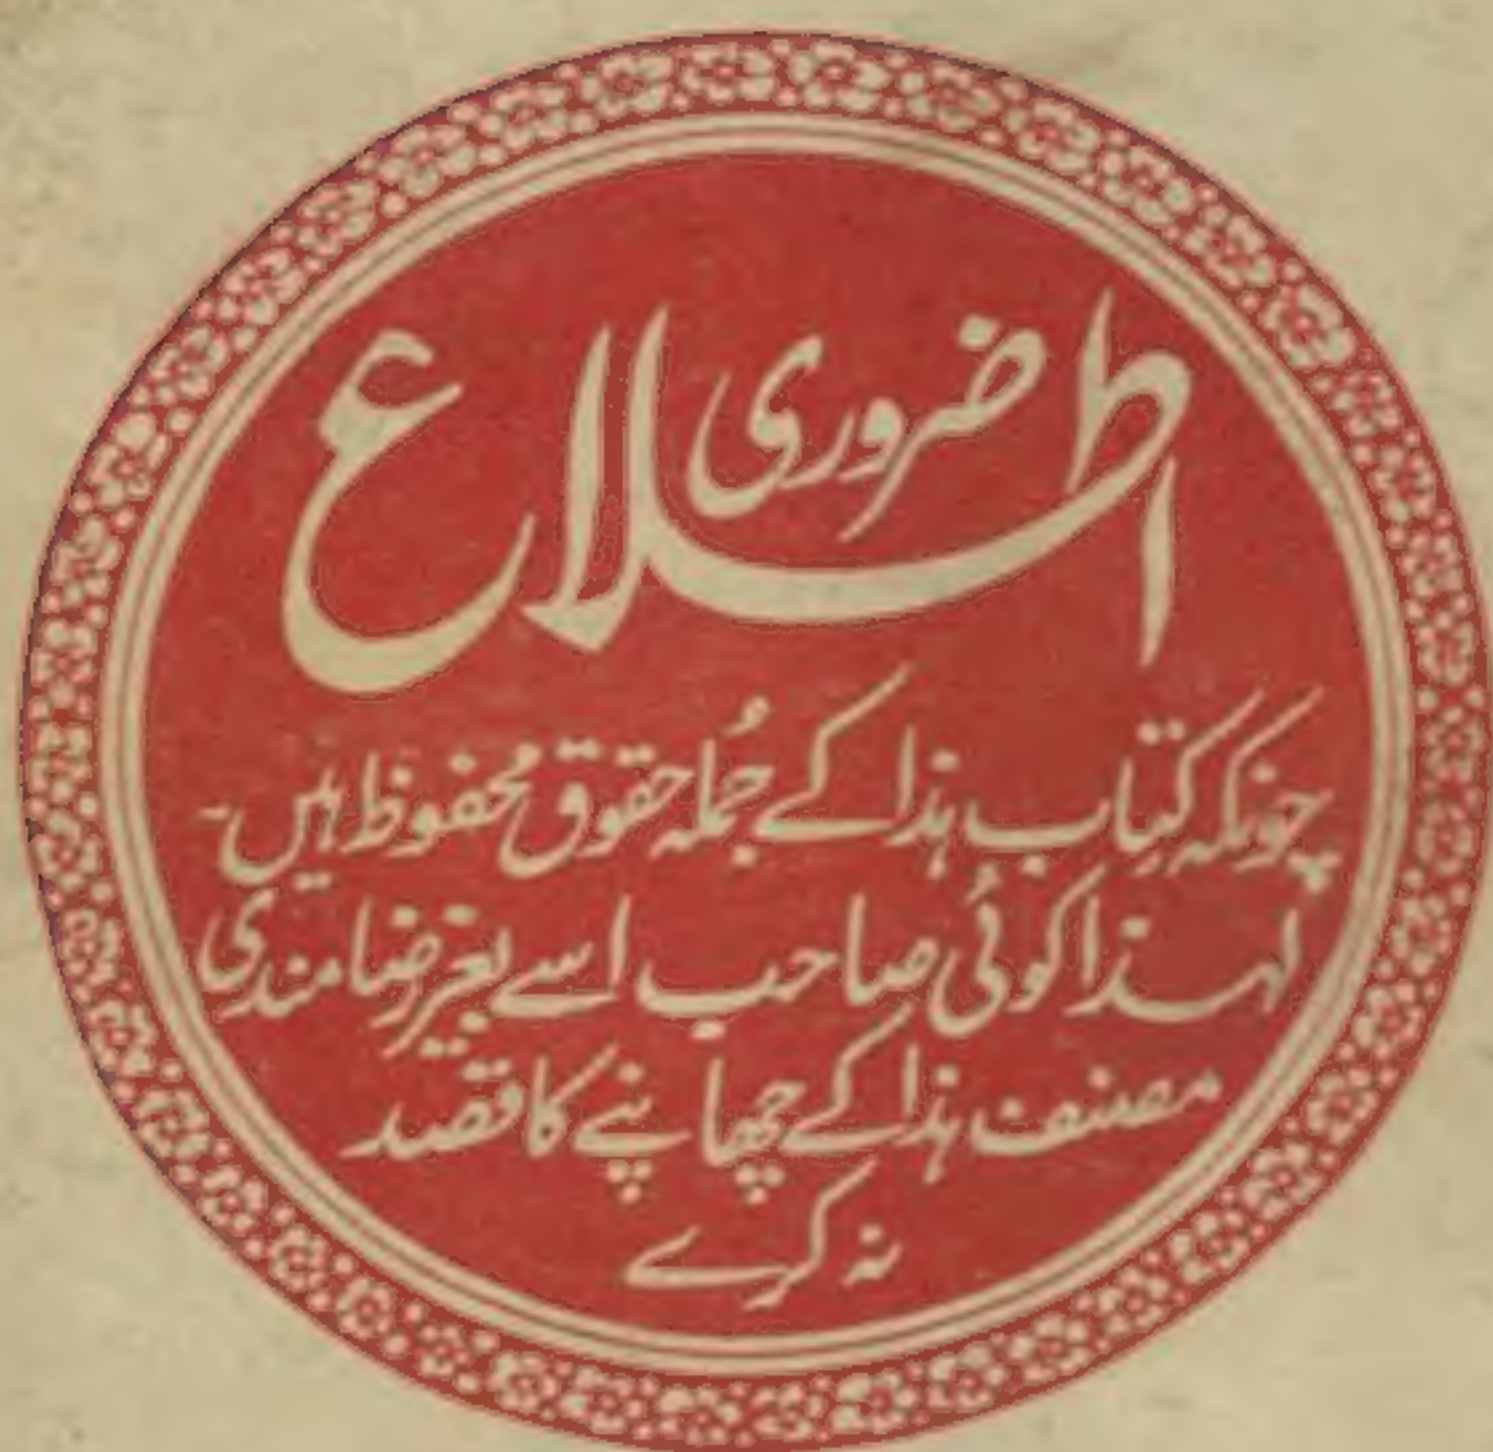 اطلاع ضروری
چونکہ کتاب ہذا کے جُملہ حقوق محفوظ ہیں۔
لہذا کوئی صاحب اسے بغیر رضامندی
مصنف ہذا کے چھاپنے کا قصد
نہ کرے